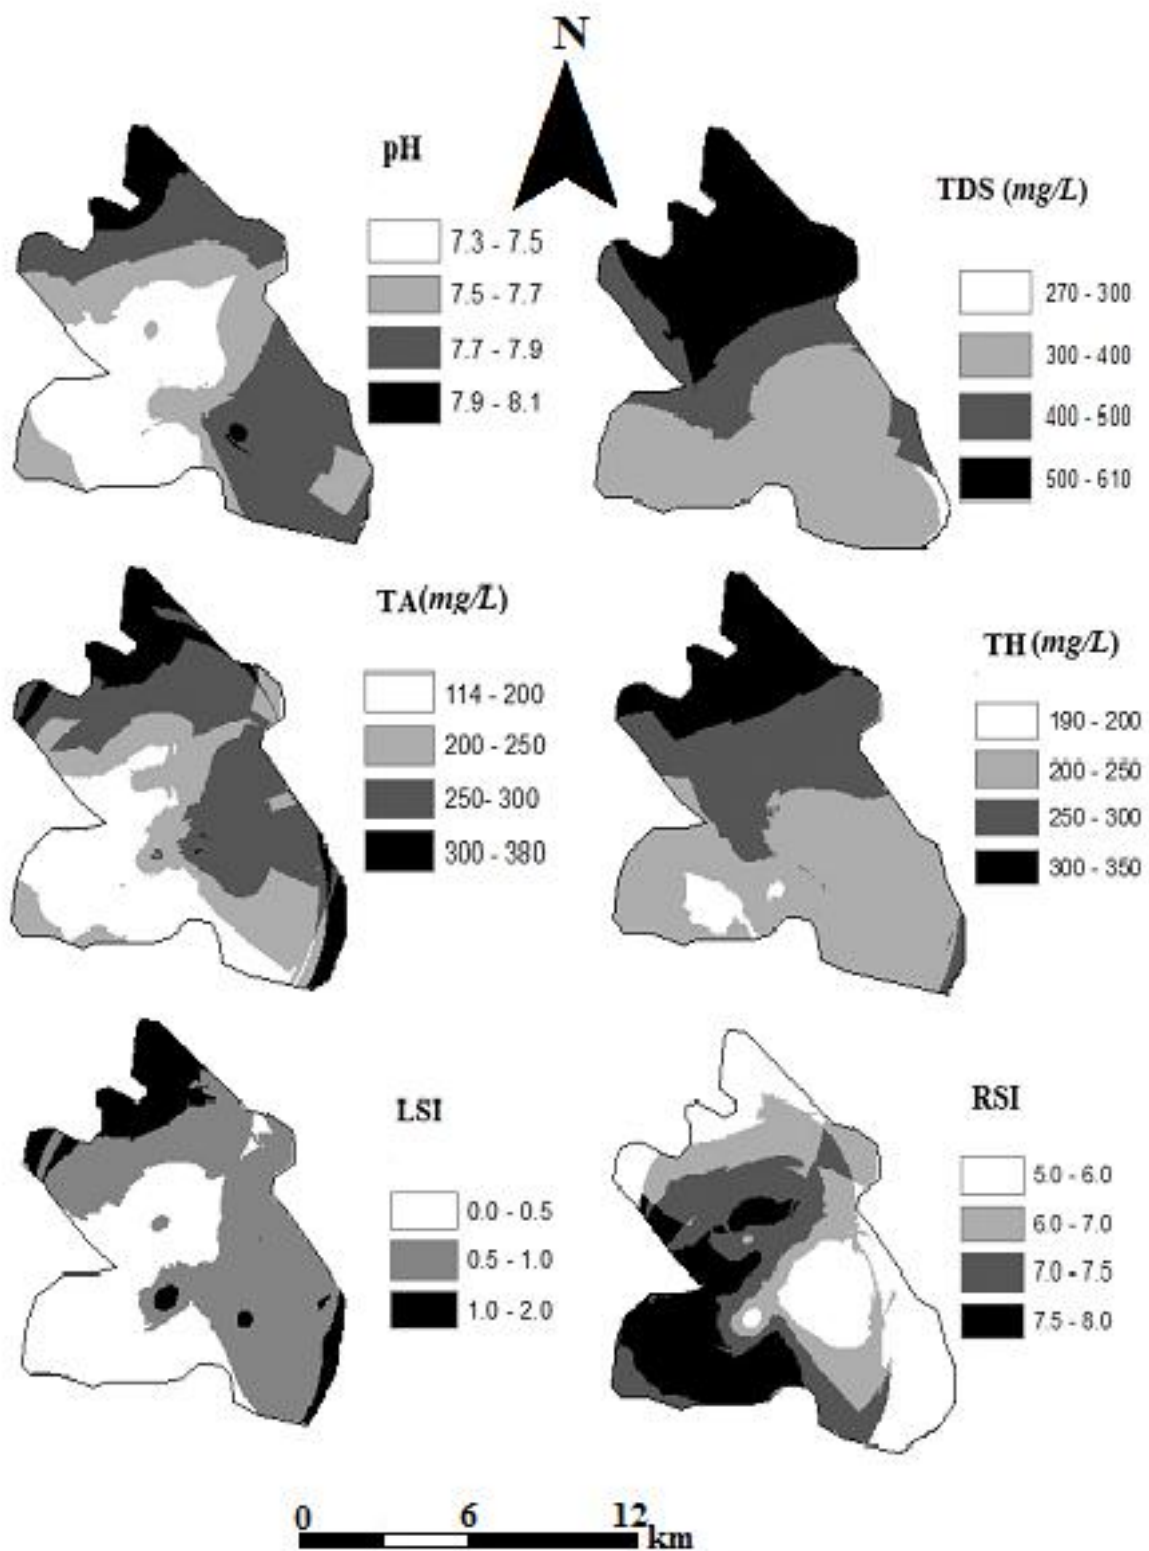 N
pH
7.3 - 7.5
7.5 - 7.7
7.7 - 7.9
7.9 - 8.1
TDS (mg/L)
270 - 300
300 - 400
400 - 500
500 - 610
TA(mg/L)
114 - 200
200 - 250
250- 300
300 - 380
TH (mg/L)
190 - 200
200 - 250
250 - 300
300 - 350
LSI
0.0 - 0.5
0.5 - 1.0
1.0 - 2.0
RSI
5.0 - 6.0
6.0 - 7.0
7.0 - 7.5
7.5 - 8.0
0 6 12 km